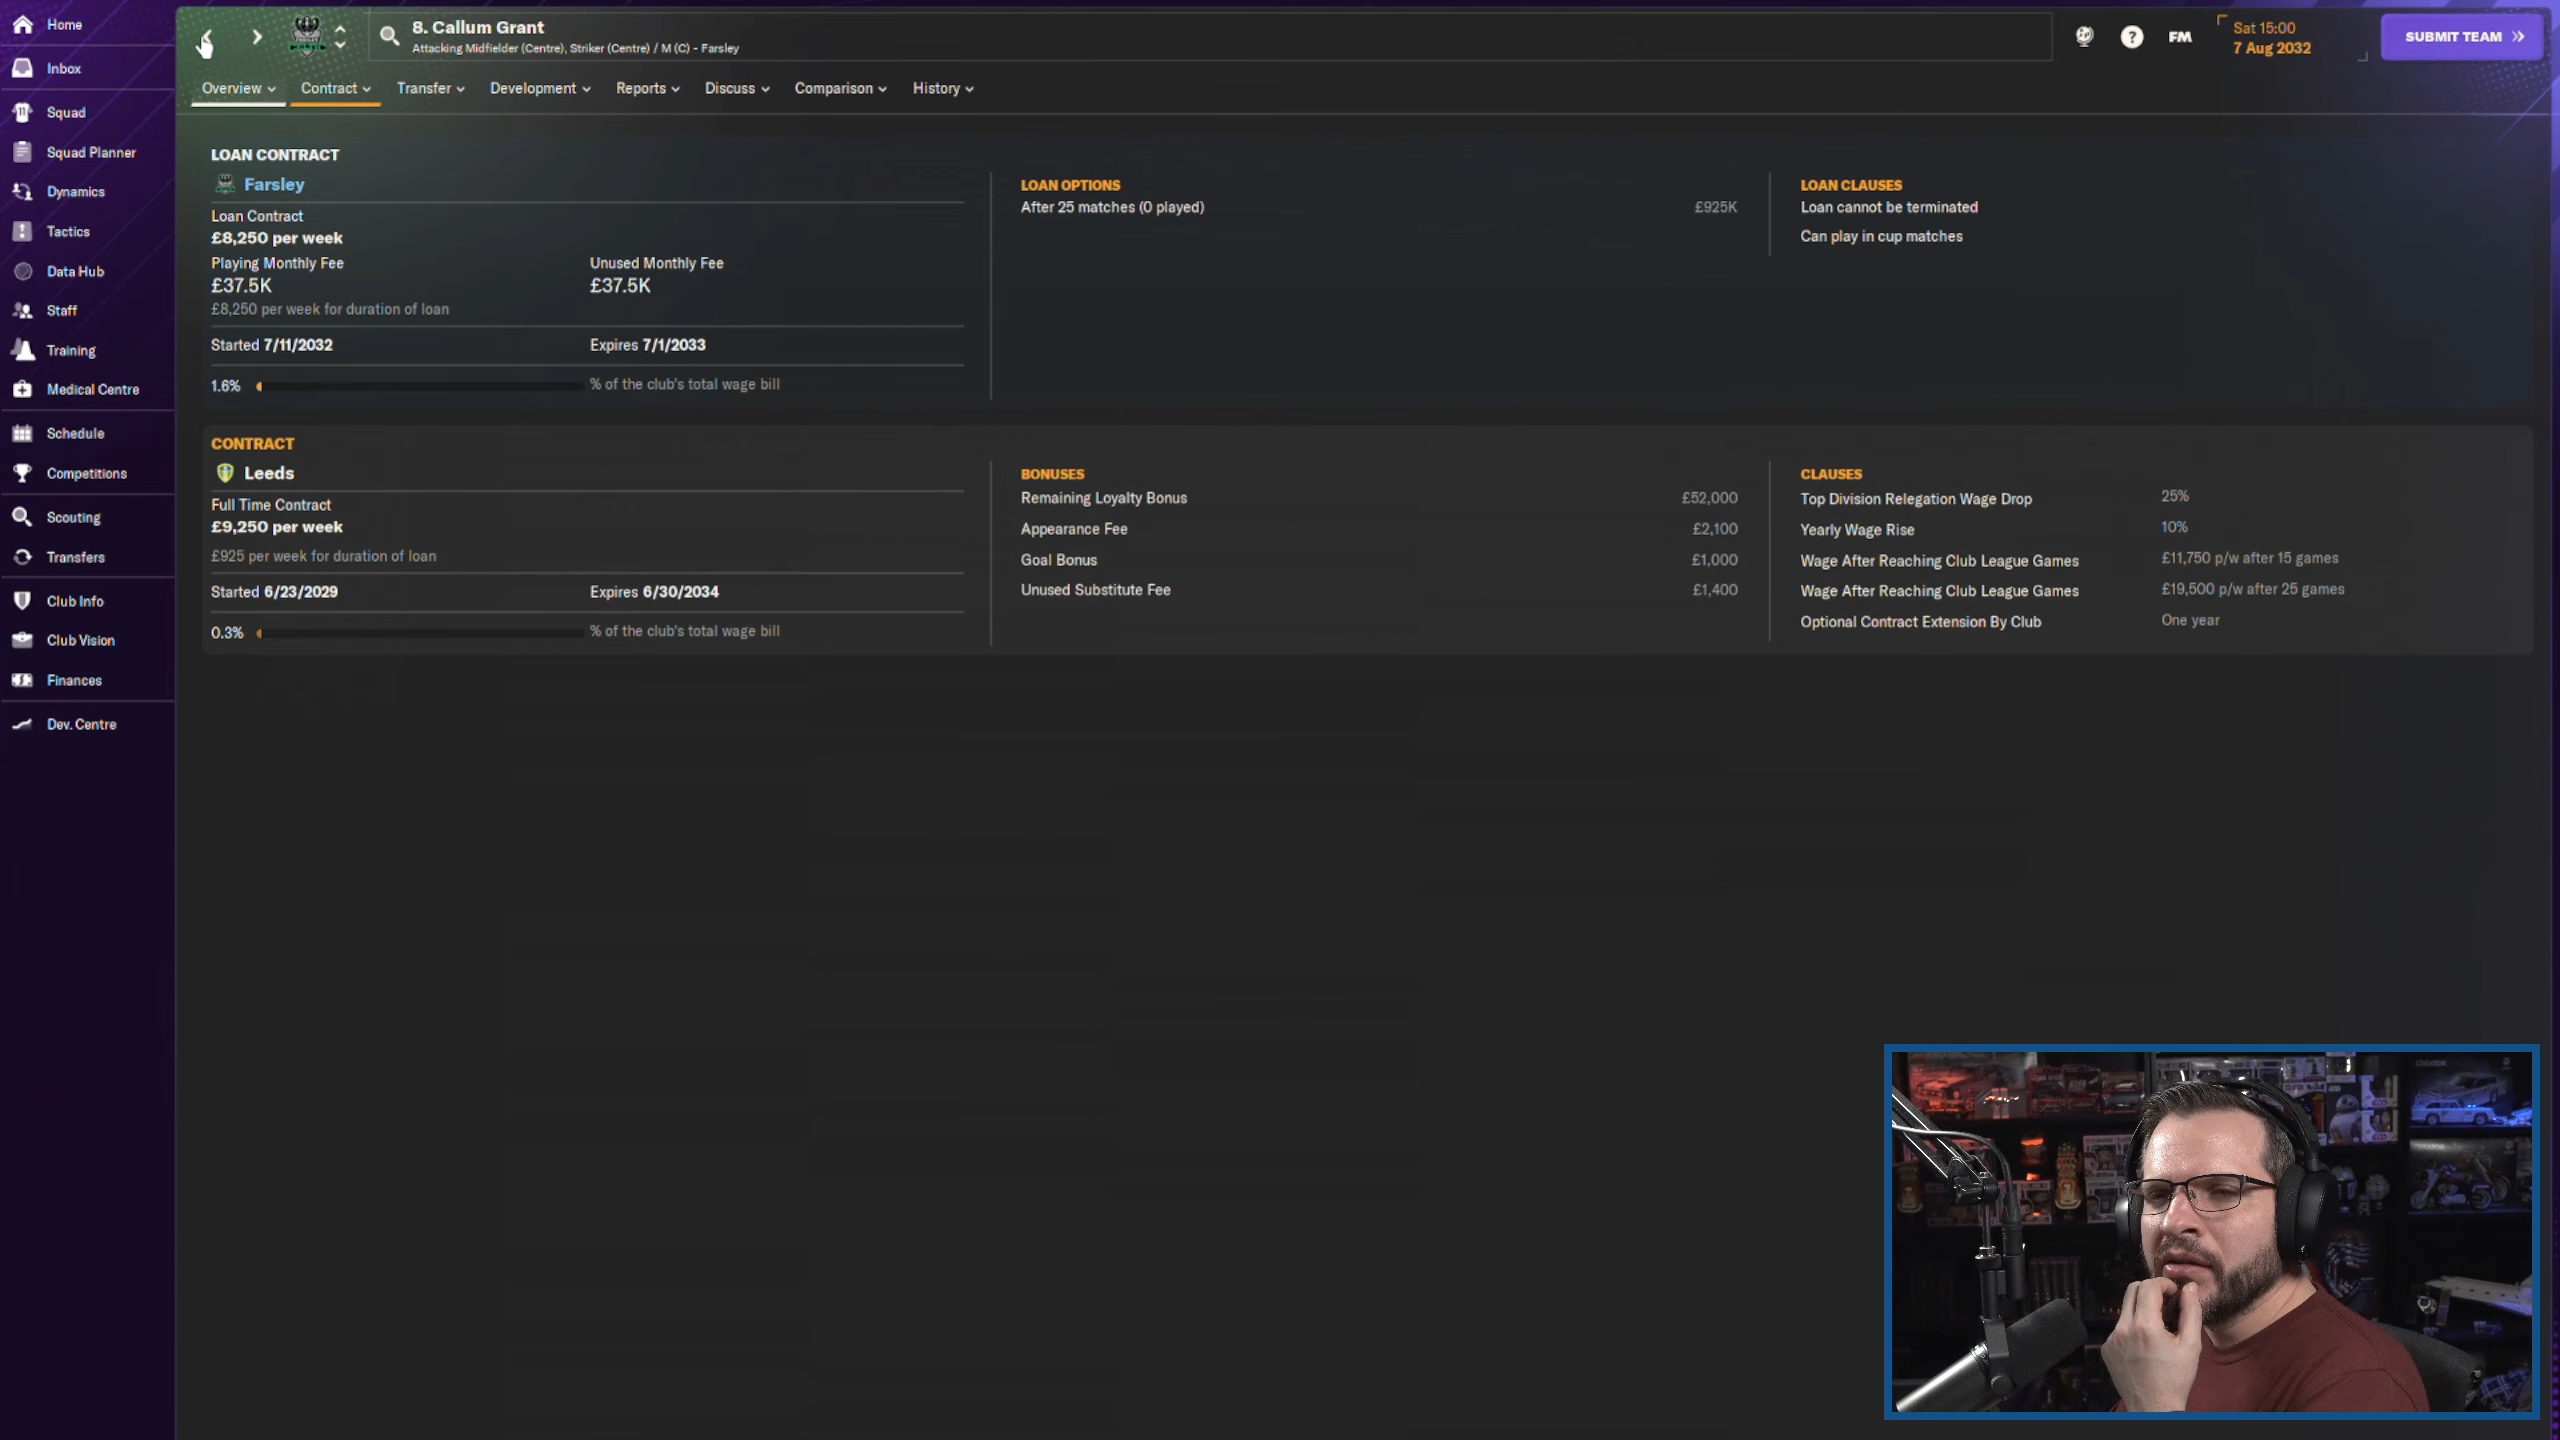 Home
Inbox
Squad
Squad Planner
Dynamics
Tactics
Data Hub
Staff
Training
Medical Centre
Schedule
Competitions
Scouting
Transfers
Club Info
Club Vision
Finances
Dev. Centre
8. Callum Grant
Attacking Midfielder (Centre), Striker (Centre) / M (C) - Farsley
FM
Sat 15:00
7 Aug 2032
SUBMIT TEAM
Overview
Contract
Transfer
Development
Reports
Discuss
Comparison
History
LOAN CONTRACT
Farsley
Loan Contract
£8,250 per week
Playing Monthly Fee
£37.5K
Unused Monthly Fee
£37.5K
£8,250 per week for duration of loan
Started 7/11/2032
Expires 7/1/2033
1.6%
% of the club's total wage bill
LOAN OPTIONS
After 25 matches (0 played) £925K
LOAN CLAUSES
Loan cannot be terminated
Can play in cup matches
CONTRACT
Leeds
Full Time Contract
£9,250 per week
£925 per week for duration of loan
Started 6/23/2029
Expires 6/30/2034
0.3%
% of the club's total wage bill
BONUSES
Remaining Loyalty Bonus £52,000
Appearance Fee £2,100
Goal Bonus £1,000
Unused Substitute Fee £1,400
CLAUSES
Top Division Relegation Wage Drop 25%
Yearly Wage Rise 10%
Wage After Reaching Club League Games £11,750 p/w after 15 games
Wage After Reaching Club League Games £19,500 p/w after 25 games
Optional Contract Extension By Club One year